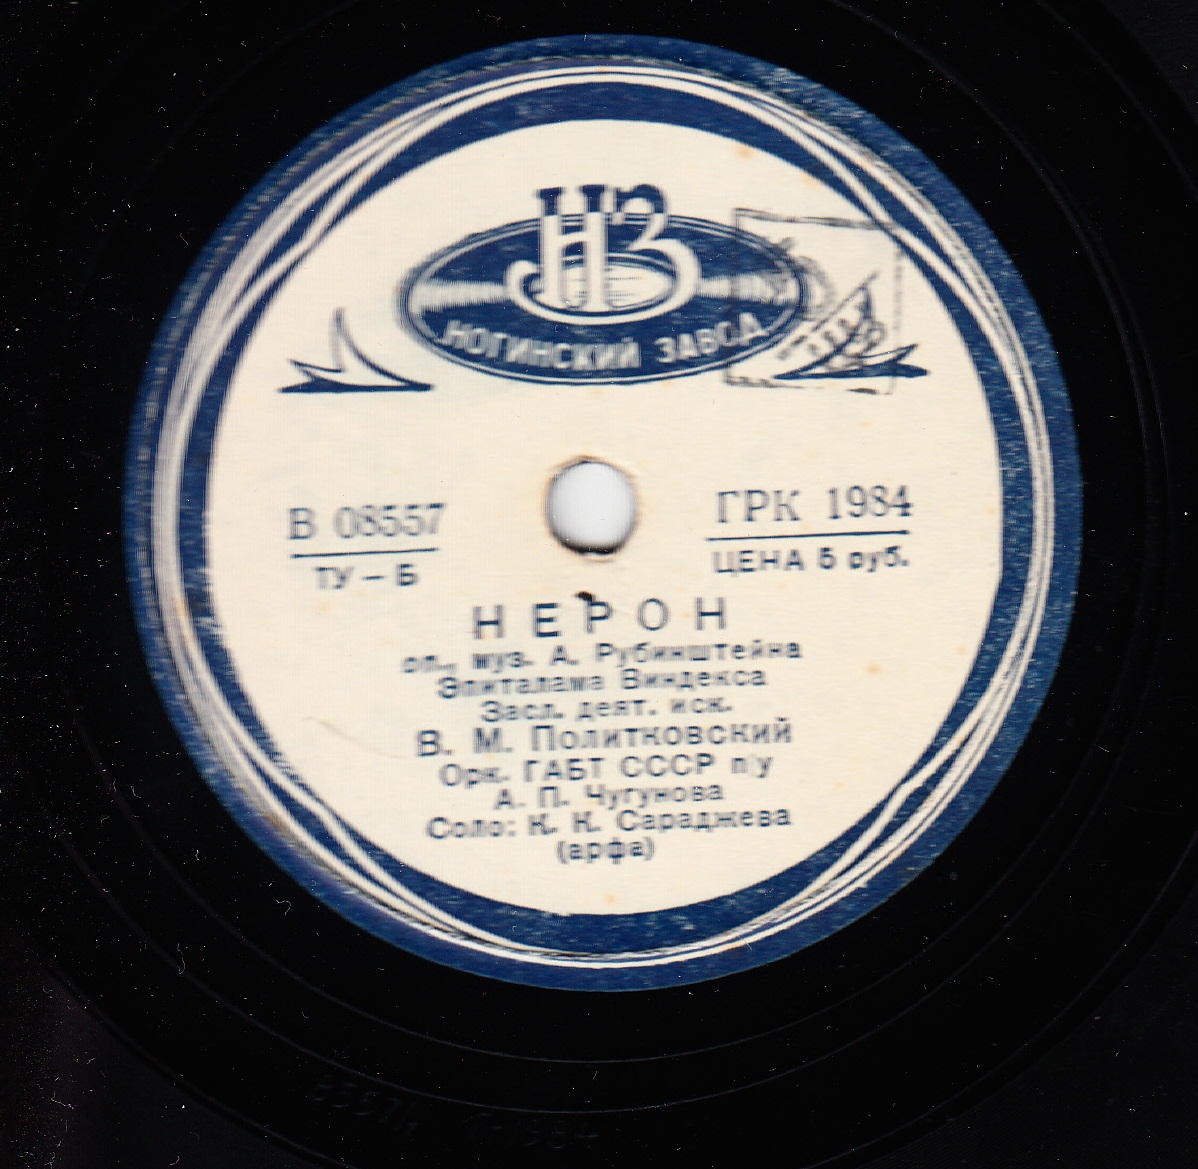 НЗ
НОГИНСКИЙ ЗАВОД
В 08557
ТУ – Б
ГРК 1984
ЦЕНА 5 руб.
НЕРОН
оп., муз. А. Рубинштейна
Эпиталама Виндекса
Засл. деят. иск.
В. М. Политковский
Орк. ГАБТ СССР п/у
А. П. Чугунова
Соло: К. К. Сараджева
(арфа)